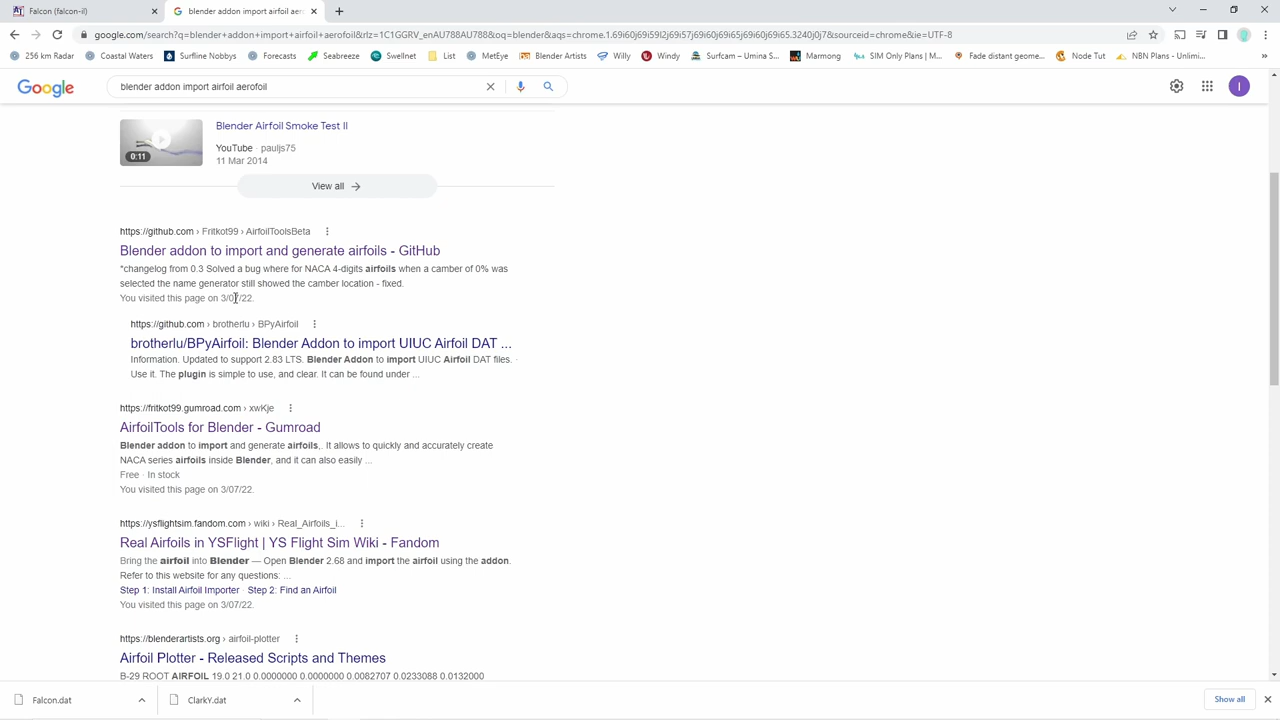 Falcon (falcon-il)
blender addon import airfoil aer
google.com/search?q=blender+addon+import+airfoil+aerofoil&rlz=1C1GGRV_enAU788AU788&oq=blender&aqs=chrome.1.69i60j69i59l2j69i57j69i60j69i65j69i60j69i65.3240j0j7&sourceid=chrome&ie=UTF-8
256 km Radar
Coastal Waters
Surfline Nobbys
Forecasts
Seabreeze
Swellnet
List
MetEye
Blender Artists
Willy
Windy
Surfcam – Umina S...
Marmong
SIM Only Plans | M...
Fade distant geome...
Node Tut
NBN Plans - Unlimi...
Google
blender addon import airfoil aerofoil
I
0:11
Blender Airfoil Smoke Test II
YouTube · pauljs75
11 Mar 2014
View all
https://github.com › Fritkot99 › AirfoilToolsBeta
Blender addon to import and generate airfoils - GitHub
*changelog from 0.3 Solved a bug where for NACA 4-digits airfoils when a camber of 0% was
selected the name generator still showed the camber location - fixed.
You visited this page on 3/07/22.
https://github.com › brotherlu › BPyAirfoil
brotherlu/BPyAirfoil: Blender Addon to import UIUC Airfoil DAT ...
Information. Updated to support 2.83 LTS. Blender Addon to import UIUC Airfoil DAT files. ·
Use it. The plugin is simple to use, and clear. It can be found under ...
https://fritkot99.gumroad.com › xwKje
AirfoilTools for Blender - Gumroad
Blender addon to import and generate airfoils,. It allows to quickly and accurately create
NACA series airfoils inside Blender, and it can also easily ...
Free · In stock
You visited this page on 3/07/22.
https://ysflightsim.fandom.com › wiki › Real_Airfoils_i...
Real Airfoils in YSFlight | YS Flight Sim Wiki - Fandom
Bring the airfoil into Blender — Open Blender 2.68 and import the airfoil using the addon.
Refer to this website for any questions: ...
Step 1: Install Airfoil Importer
Step 2: Find an Airfoil
You visited this page on 3/07/22.
https://blenderartists.org › airfoil-plotter
Airfoil Plotter - Released Scripts and Themes
B-29 ROOT AIRFOIL 19.0 21.0 0.0000000 0.0000000 0.0082707 0.0233088 0.0132000
Falcon.dat
ClarkY.dat
Show all